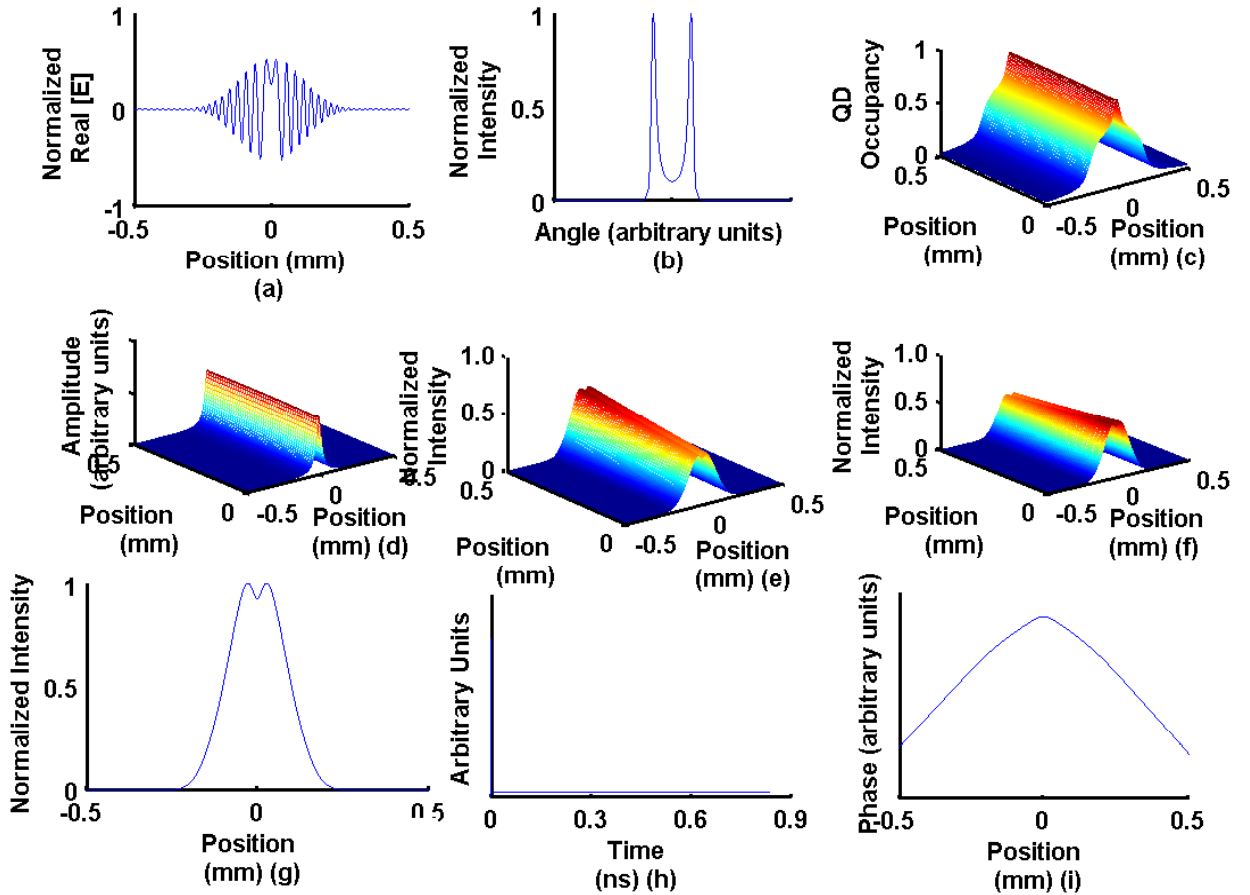 1
0
-1
Normalized
Real [E]
-0.5
0
0.5
Position (mm)
(a)
1
0.5
0
Normalized
Intensity
Angle (arbitrary units)
(b)
1
0.5
0
QD
Occupancy
0.5
0
-0.5
0
0.5
Position
(mm)
Position
(mm) (c)
Amplitude
(arbitrary units)
0.5
0
-0.5
0
0.5
Position
(mm)
Position
(mm) (d)
1.0
0.5
0
Normalized
Intensity
0.5
0
-0.5
0
0.5
Position
(mm)
Position
(mm) (e)
1.0
0.5
0
Normalized
Intensity
0.5
0
-0.5
0
0.5
Position
(mm)
Position
(mm) (f)
1
0.5
0
Normalized Intensity
-0.5
0
Position
(mm) (g)
Arbitrary Units
0
0.3
0.6
0.9
Time
(ns) (h)
Phase (arbitrary units)
-0.5
0
0.5
Position
(mm) (i)